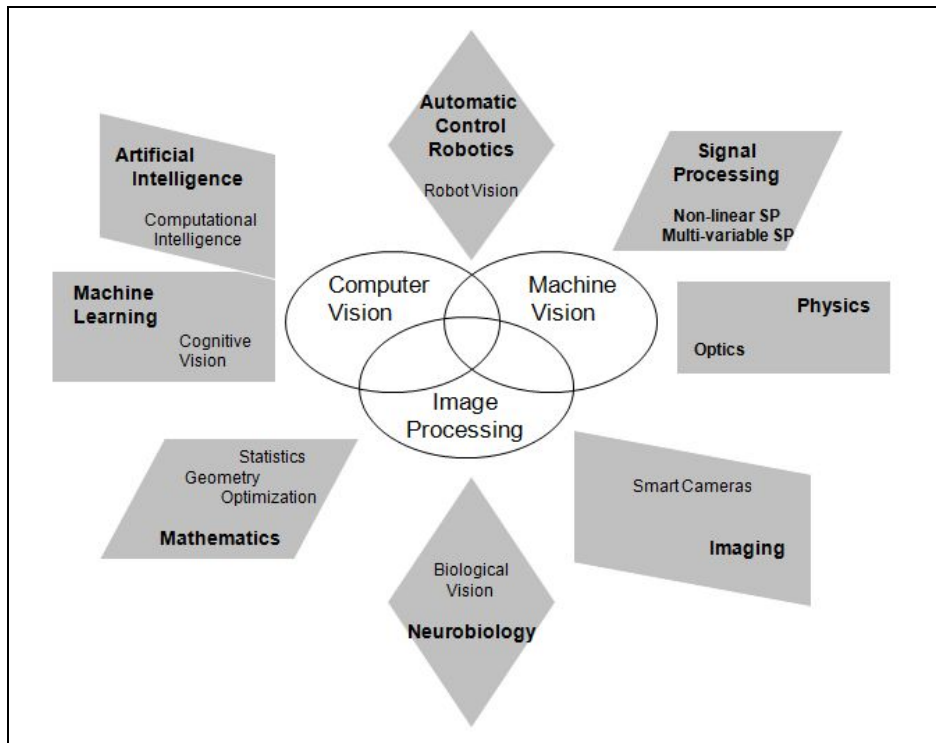 Automatic
Control
Robotics
Robot Vision
Artificial
Intelligence
Computational
Intelligence
Signal
Processing
Non-linear SP
Multi-variable SP
Computer
Vision
Machine
Vision
Image
Processing
Machine
Learning
Cognitive
Vision
Physics
Optics
Statistics
Geometry
Optimization
Mathematics
Smart Cameras
Imaging
Biological
Vision
Neurobiology